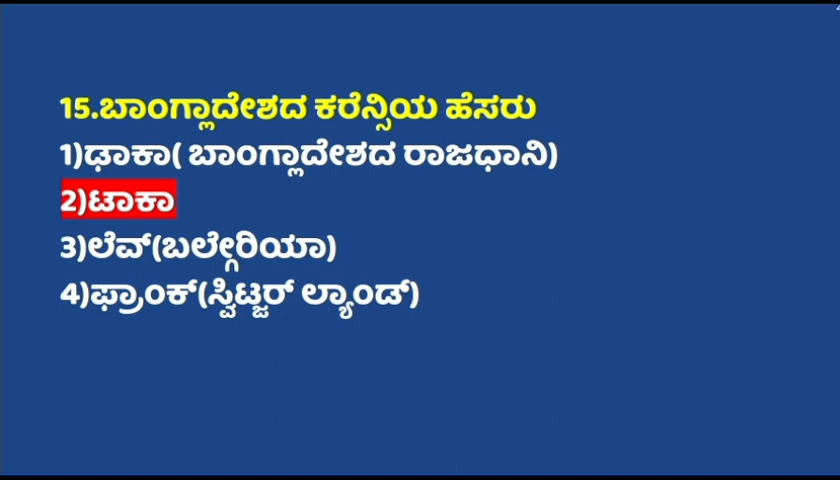 15.ಬಾಂಗ್ಲಾದೇಶದ ಕರೆನ್ಸಿಯ ಹೆಸರು
1)ಢಾಕಾ( ಬಾಂಗ್ಲಾದೇಶದ ರಾಜಧಾನಿ)
2)ಟಾಕಾ
3)ಲೆವ್(ಬಲ್ಗೇರಿಯಾ)
4)ಫ್ರಾಂಕ್(ಸ್ವಿಟ್ಜರ್ ಲ್ಯಾಂಡ್)